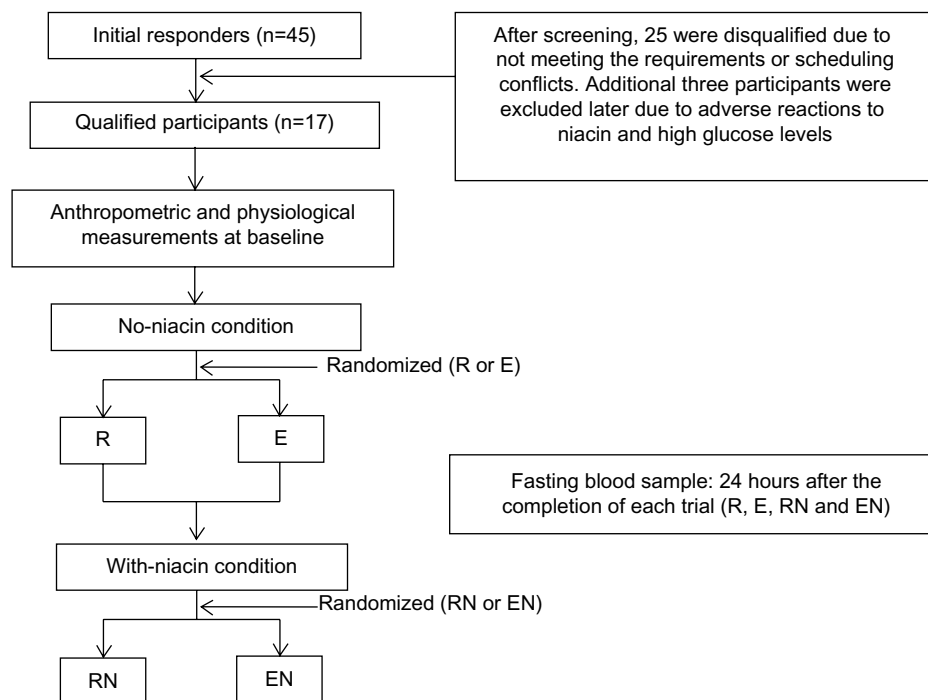 Initial responders (n=45)
After screening, 25 were disqualified due to
not meeting the requirements or scheduling
conflicts. Additional three participants were
excluded later due to adverse reactions to
niacin and high glucose levels
Qualified participants (n=17)
Anthropometric and physiological
measurements at baseline
No-niacin condition
Randomized (R or E)
R
E
Fasting blood sample: 24 hours after the
completion of each trial (R, E, RN and EN)
With-niacin condition
Randomized (RN or EN)
RN
EN